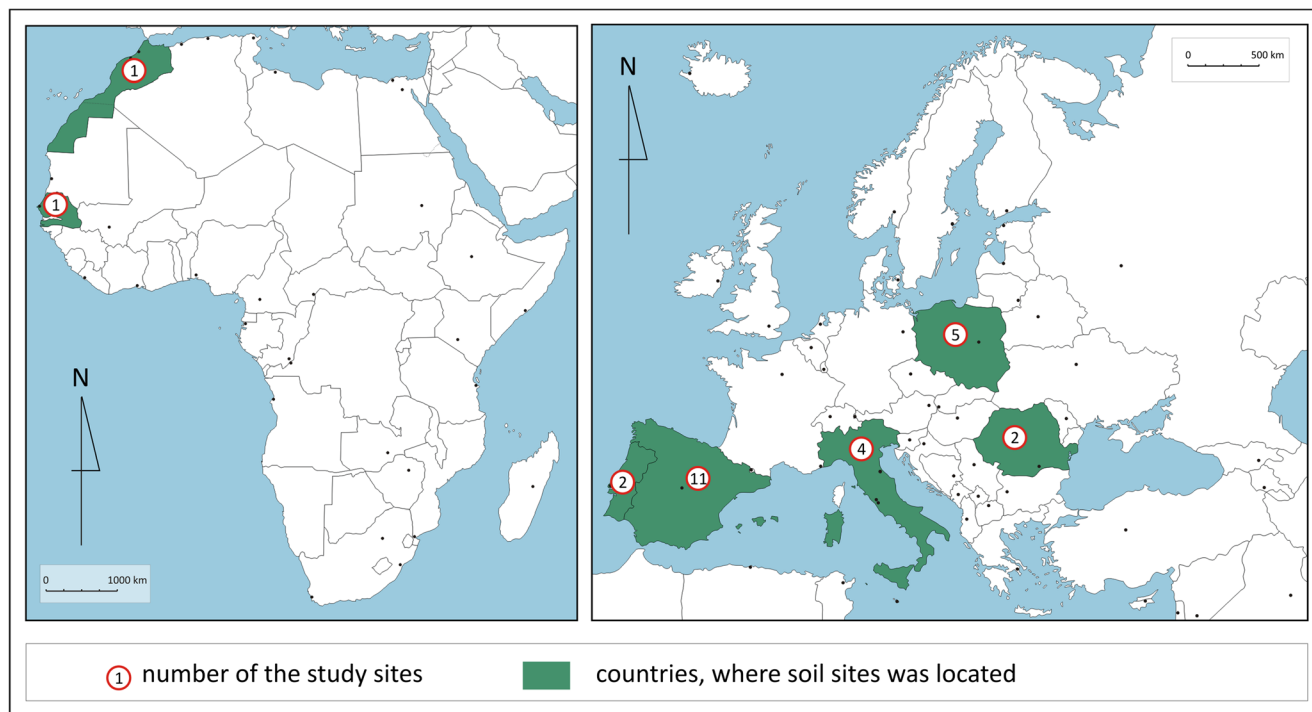 1
1
N
0 1000 km
0 500 km
N
5
2
4
11
2
1 number of the study sites
countries, where soil sites was located